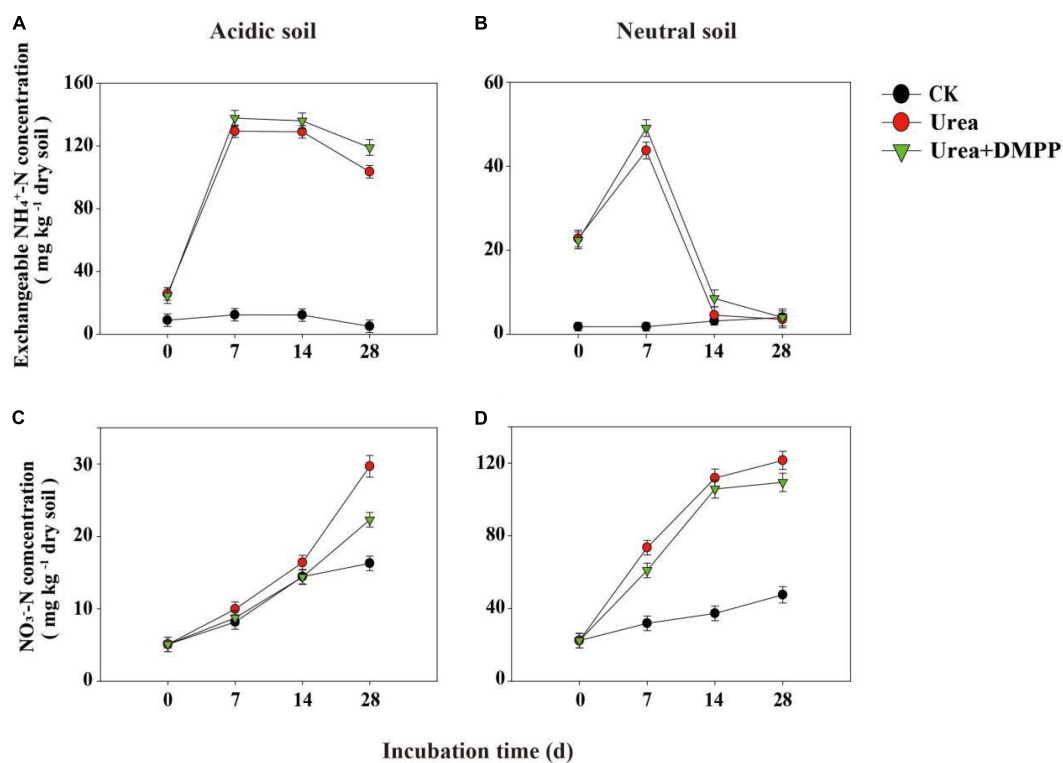 A
Acidic soil
B
Neutral soil
Exchangeable NH₄⁺-N concentration
( mg kg ⁻¹ dry soil )
160
120
80
40
0
0 7 14 28
60
40
20
0
0 7 14 28
CK
Urea
Urea+DMPP
C
D
NO₃⁻-N comcentration
( mg kg ⁻¹ dry soil )
30
20
10
0
0 7 14 28
120
80
40
0
0 7 14 28
Incubation time (d)